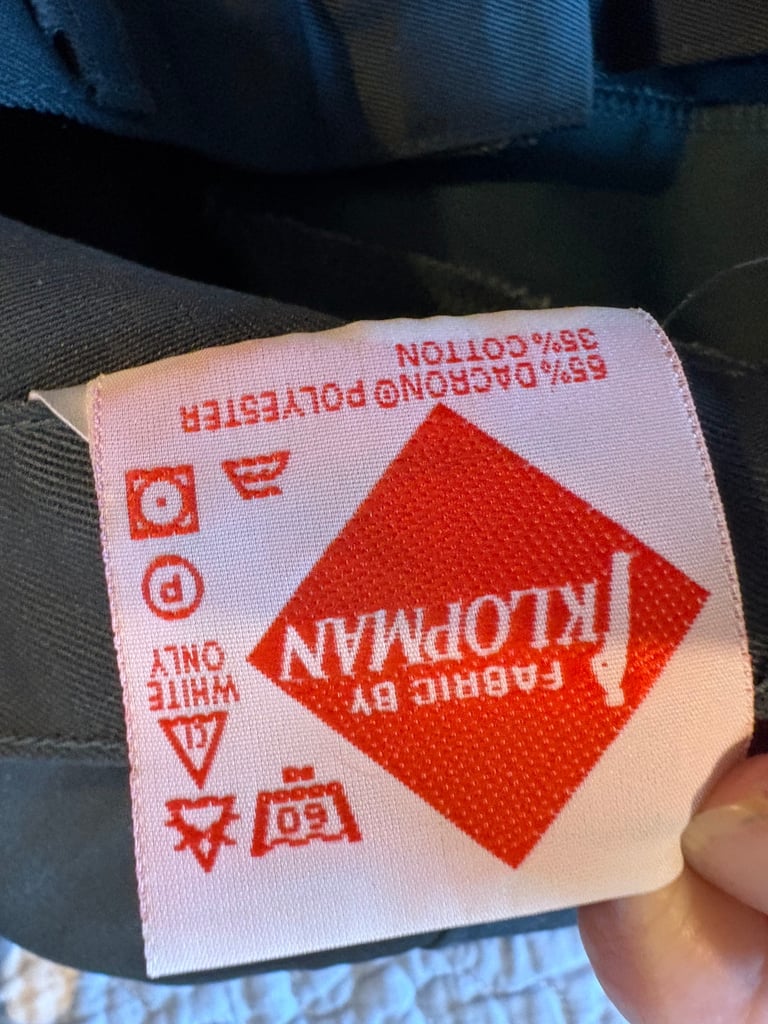 FABRIC BY
KLOPMAN
65% DACRON® POLYESTER
35% COTTON
60
Cl
WHITE
ONLY
P